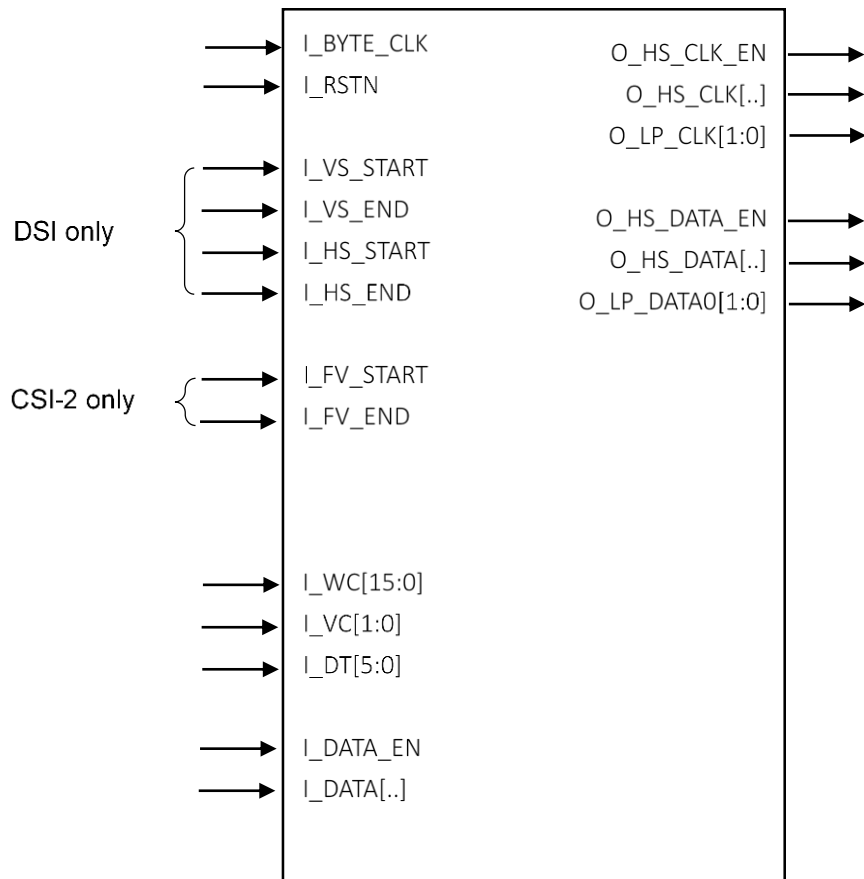 I_BYTE_CLK
I_RSTN
DSI only
I_VS_START
I_VS_END
I_HS_START
I_HS_END
CSI-2 only
I_FV_START
I_FV_END
I_WC[15:0]
I_VC[1:0]
I_DT[5:0]
I_DATA_EN
I_DATA[..]
O_HS_CLK_EN
O_HS_CLK[..]
O_LP_CLK[1:0]
O_HS_DATA_EN
O_HS_DATA[..]
O_LP_DATA0[1:0]